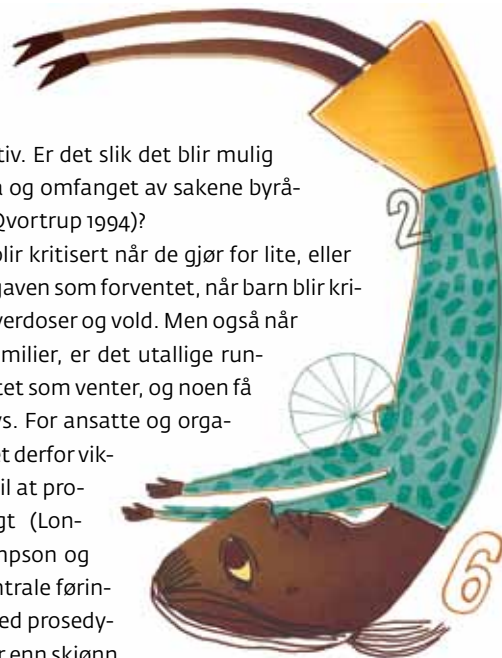 tiv. Er det slik det blir mulig
og omfanget av sakene byrå-
Qvortrup 1994)?
blir kritisert når de gjør for lite, eller
gaven som forventet, når barn blir kri-
verdoser og vold. Men også når
milier, er det utallige run-
tet som venter, og noen få
vs. For ansatte og orga-
et derfor vik-
til at pro-
gt (Lon-
mpson og
ntrale førin-
ed prosedy-
r enn skjønn
2
6